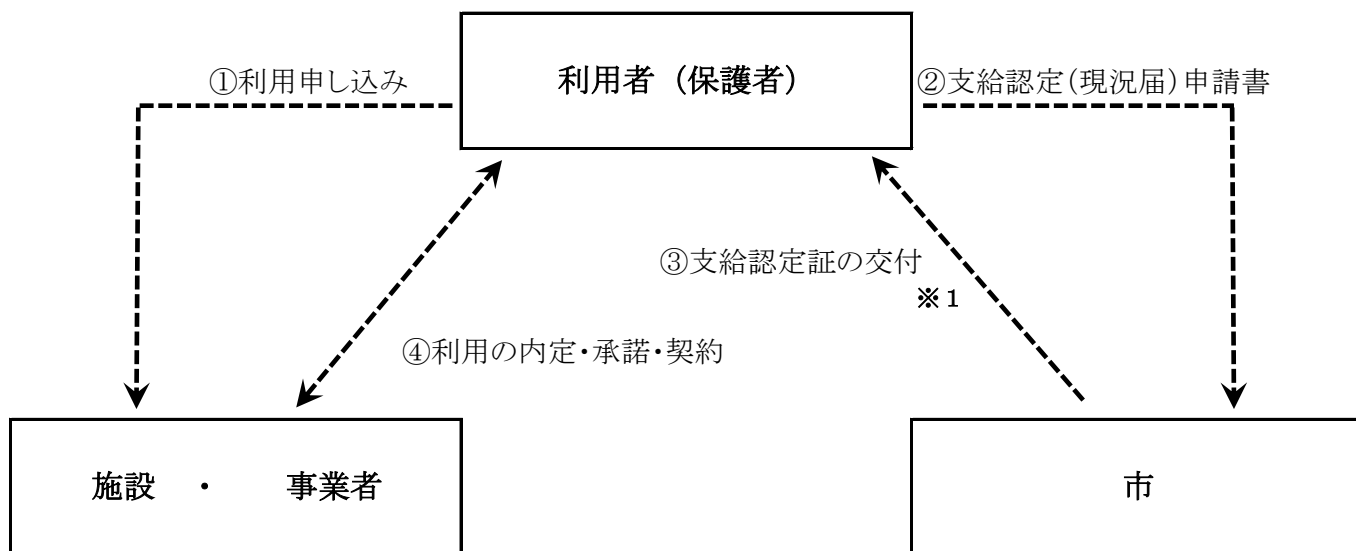 利用者（保護者）
①利用申し込み
②支給認定（現況届）申請書
③支給認定証の交付
※１
④利用の内定・承諾・契約
施設　・　　事業者
市